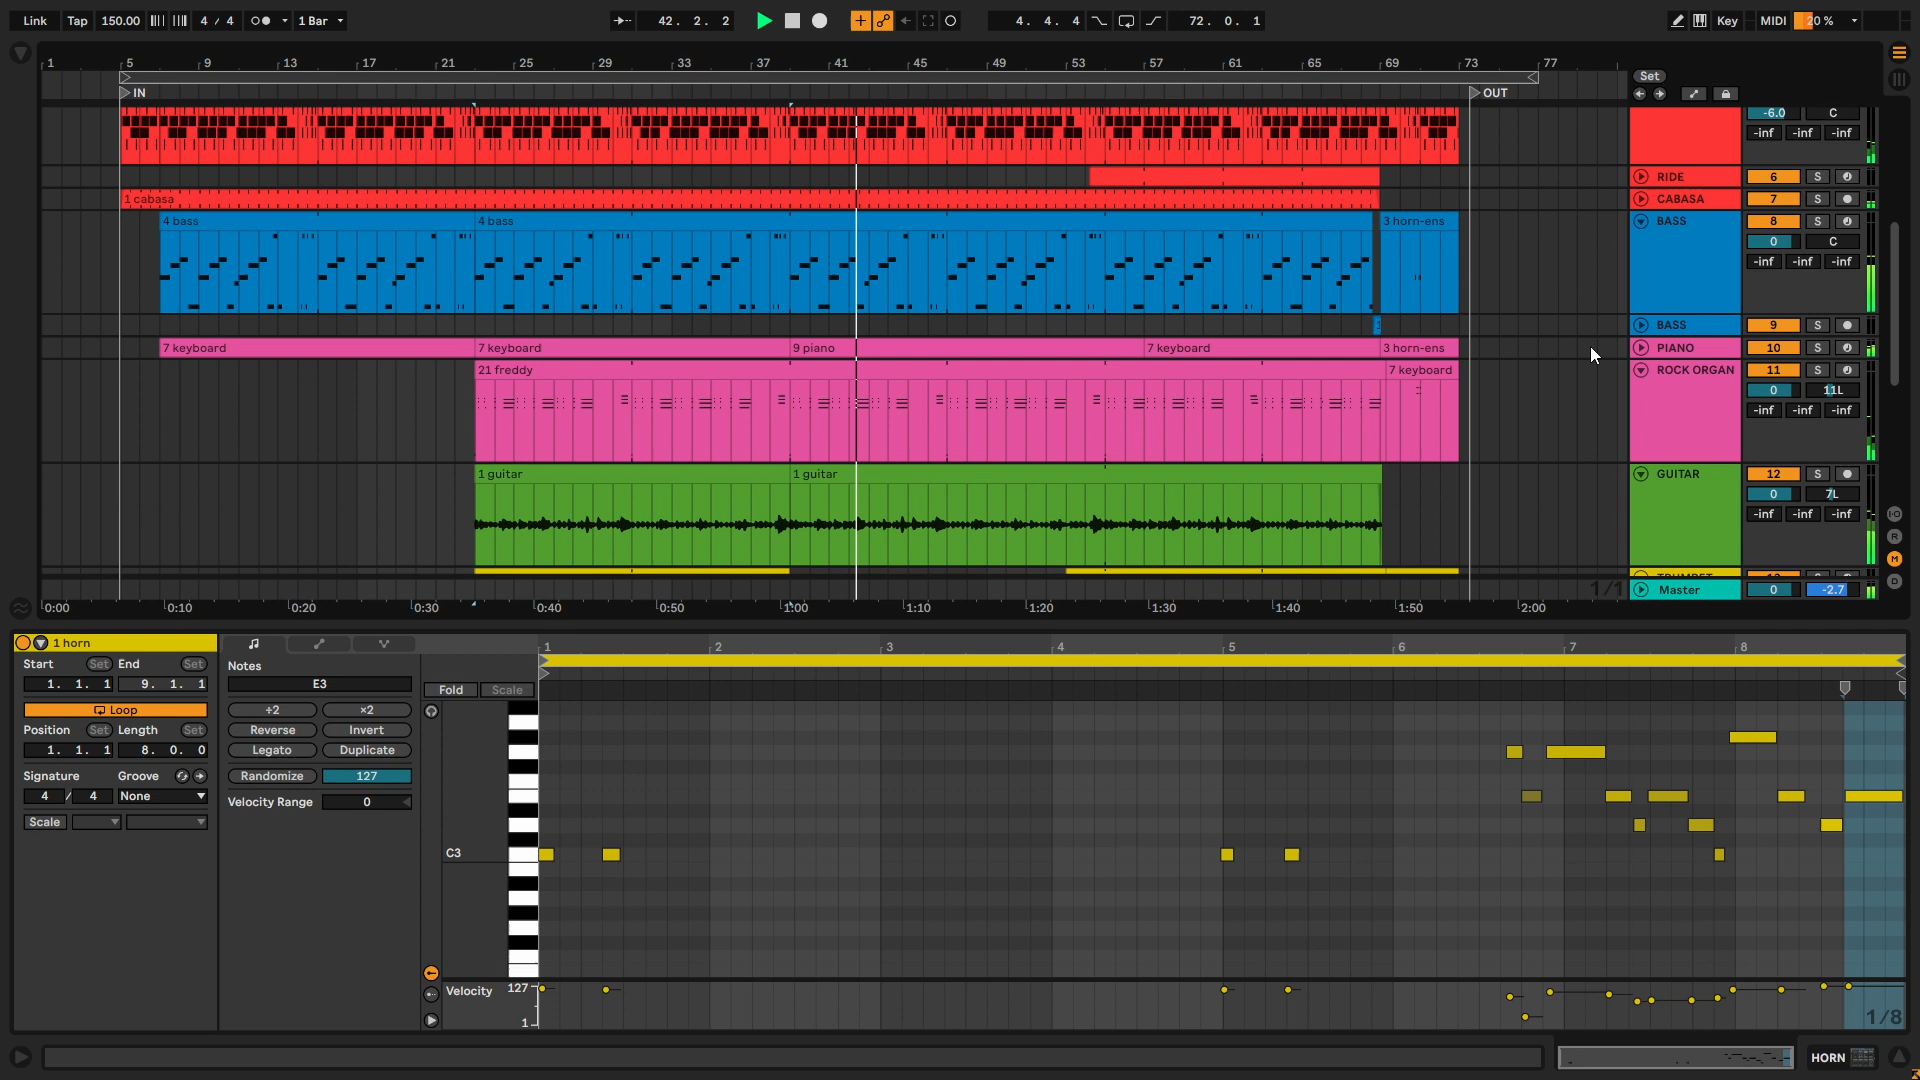 Link Tap 150.00 4 / 4 1 Bar 42. 2. 2 4. 4. 4 72. 0. 1 Key MIDI 20 %
1 5 9 13 17 21 25 29 33 37 41 45 49 53 57 61 65 69 73 77
Set
IN OUT
-6.0 C
-inf -inf -inf
RIDE 6 S
1 cabasa CABASA 7 S
4 bass 4 bass 3 horn-ens BASS 8 S
0 C
-inf -inf -inf
BASS 9 S
7 keyboard 7 keyboard 9 piano 7 keyboard 3 horn-ens PIANO 10 S
21 freddy 7 keyboard ROCK ORGAN 11 S
0 11L
-inf -inf -inf
1 guitar 1 guitar GUITAR 12 S
0 7L
-inf -inf -inf
I·O
R
M
D
1/1 Master 0 -2.7
0:00 0:10 0:20 0:30 0:40 0:50 1:00 1:10 1:20 1:30 1:40 1:50 2:00
1 horn
1 2 3 4 5 6 7 8
Start Set End Set Notes
1. 1. 1 9. 1. 1 E3
Fold Scale
Loop ÷2 ×2
Position Set Length Set Reverse Invert
1. 1. 1 8. 0. 0 Legato Duplicate
Signature Groove Randomize 127
4 / 4 None Velocity Range 0
Scale
C3
Velocity 127
1
1/8
HORN